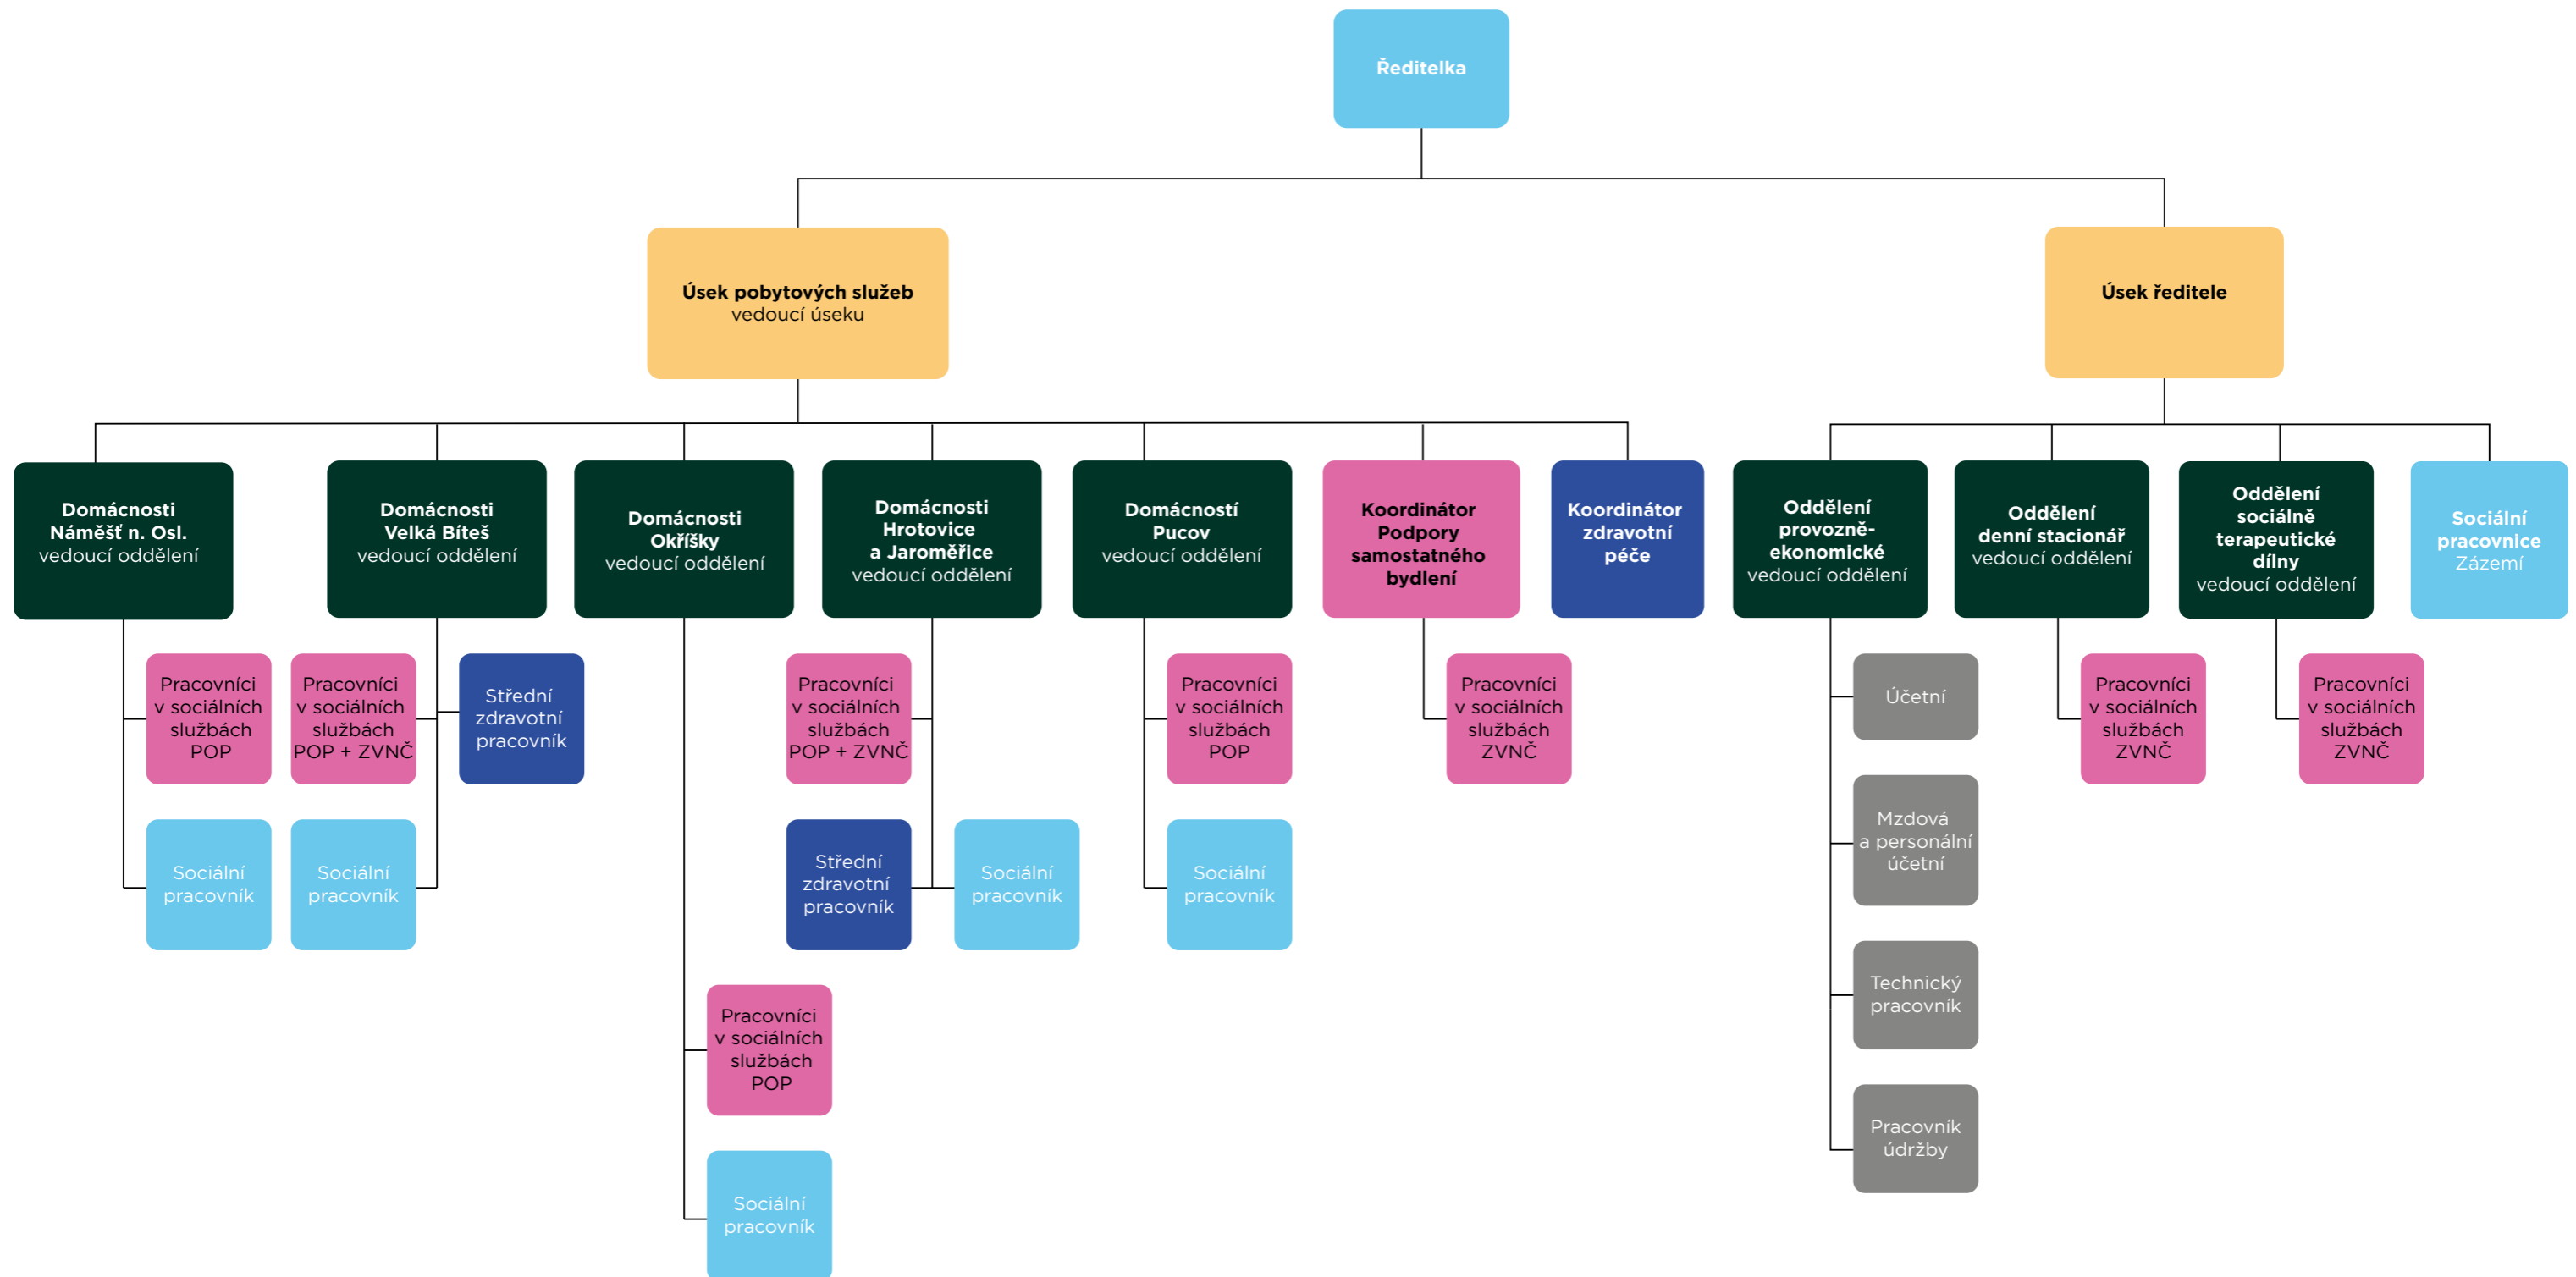 Ředitelka
Úsek pobytových služeb
vedoucí úseku
Úsek ředitele
Domácnosti
Náměšť n. Osl.
vedoucí oddělení
Domácnosti
Velká Bíteš
vedoucí oddělení
Domácnosti
Okříšky
vedoucí oddělení
Domácnosti
Hrotovice
a Jaroměřice
vedoucí oddělení
Domácností
Pucov
vedoucí oddělení
Koordinátor
Podpory
samostatného
bydlení
Koordinátor
zdravotní
péče
Oddělení
provozně-
ekonomické
vedoucí oddělení
Oddělení
denní stacionář
vedoucí oddělení
Oddělení
sociálně
terapeutické
dílny
vedoucí oddělení
Sociální
pracovnice
Zázemí
Pracovníci
v sociálních
službách
POP
Pracovníci
v sociálních
službách
POP + ZVNČ
Střední
zdravotní
pracovník
Pracovníci
v sociálních
službách
POP + ZVNČ
Pracovníci
v sociálních
službách
POP
Pracovníci
v sociálních
službách
ZVNČ
Účetní
Pracovníci
v sociálních
službách
ZVNČ
Pracovníci
v sociálních
službách
ZVNČ
Sociální
pracovník
Sociální
pracovník
Střední
zdravotní
pracovník
Sociální
pracovník
Sociální
pracovník
Mzdová
a personální
účetní
Technický
pracovník
Pracovníci
v sociálních
službách
POP
Pracovník
údržby
Sociální
pracovník